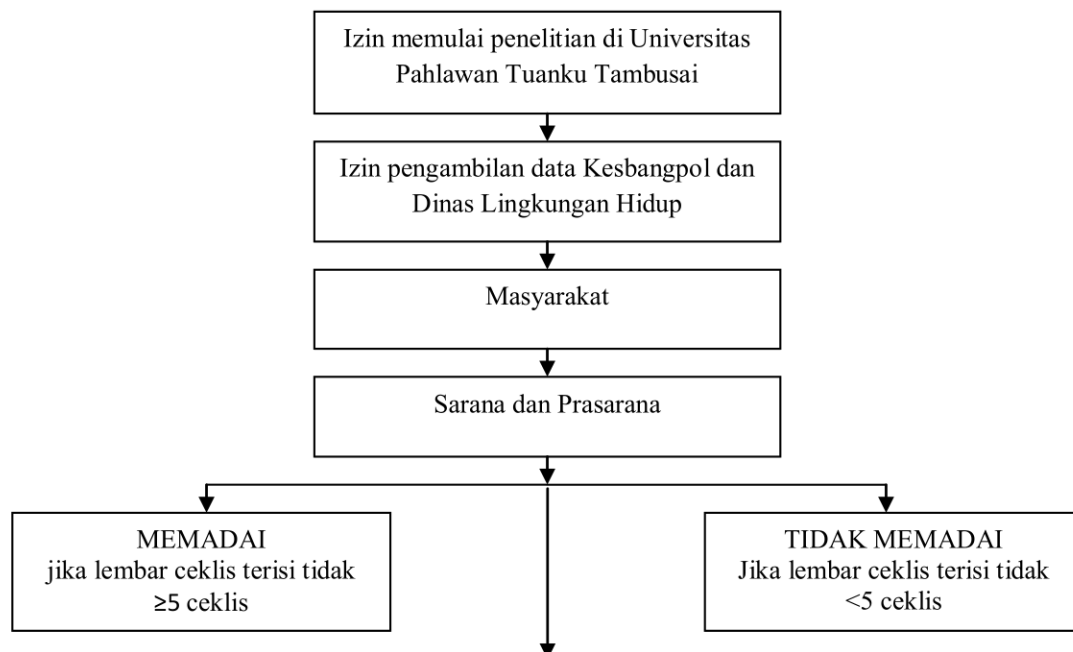 Izin memulai penelitian di Universitas
Pahlawan Tuanku Tambusai
Izin pengambilan data Kesbangpol dan
Dinas Lingkungan Hidup
Masyarakat
Sarana dan Prasarana
MEMADAI
jika lembar ceklis terisi tidak
≥5 ceklis
TIDAK MEMADAI
Jika lembar ceklis terisi tidak
<5 ceklis